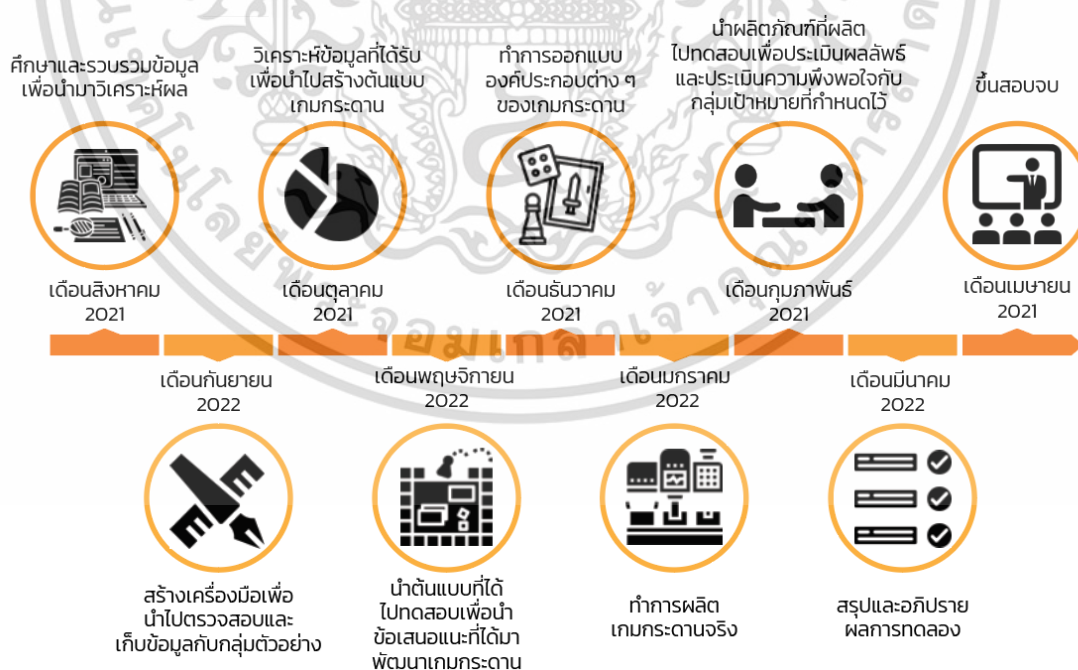 ศึกษาและรวบรวมข้อมูล
เพื่อนำมาวิเคราะห์ผล
วิเคราะห์ข้อมูลที่ได้รับ
เพื่อนำไปสร้างต้นแบบ
เกมกระดาน
ทำการออกแบบ
องค์ประกอบต่าง ๆ
ของเกมกระดาน
นำผลิตภัณฑ์ที่ผลิต
ไปทดสอบเพื่อประเมินผลลัพธ์
และประเมินความพึงพอใจกับ
กลุ่มเป้าหมายที่กำหนดไว้
ขึ้นสอบจบ
เดือนสิงหาคม
2021
เดือนตุลาคม
2021
เดือนธันวาคม
2021
เดือนกุมภาพันธ์
2021
เดือนเมษายน
2021
เดือนกันยายน
2022
เดือนพฤษจิกายน
2022
เดือนมกราคม
2022
เดือนมีนาคม
2022
สร้างเครื่องมือเพื่อ
นำไปตรวจสอบและ
เก็บข้อมูลกับกลุ่มตัวอย่าง
นำต้นแบบที่ได้
ไปทดสอบเพื่อนำ
ข้อเสนอแนะที่ได้มา
พัฒนาเกมกระดาน
ทำการผลิต
เกมกระดานจริง
สรุปและอภิปราย
ผลการทดลอง